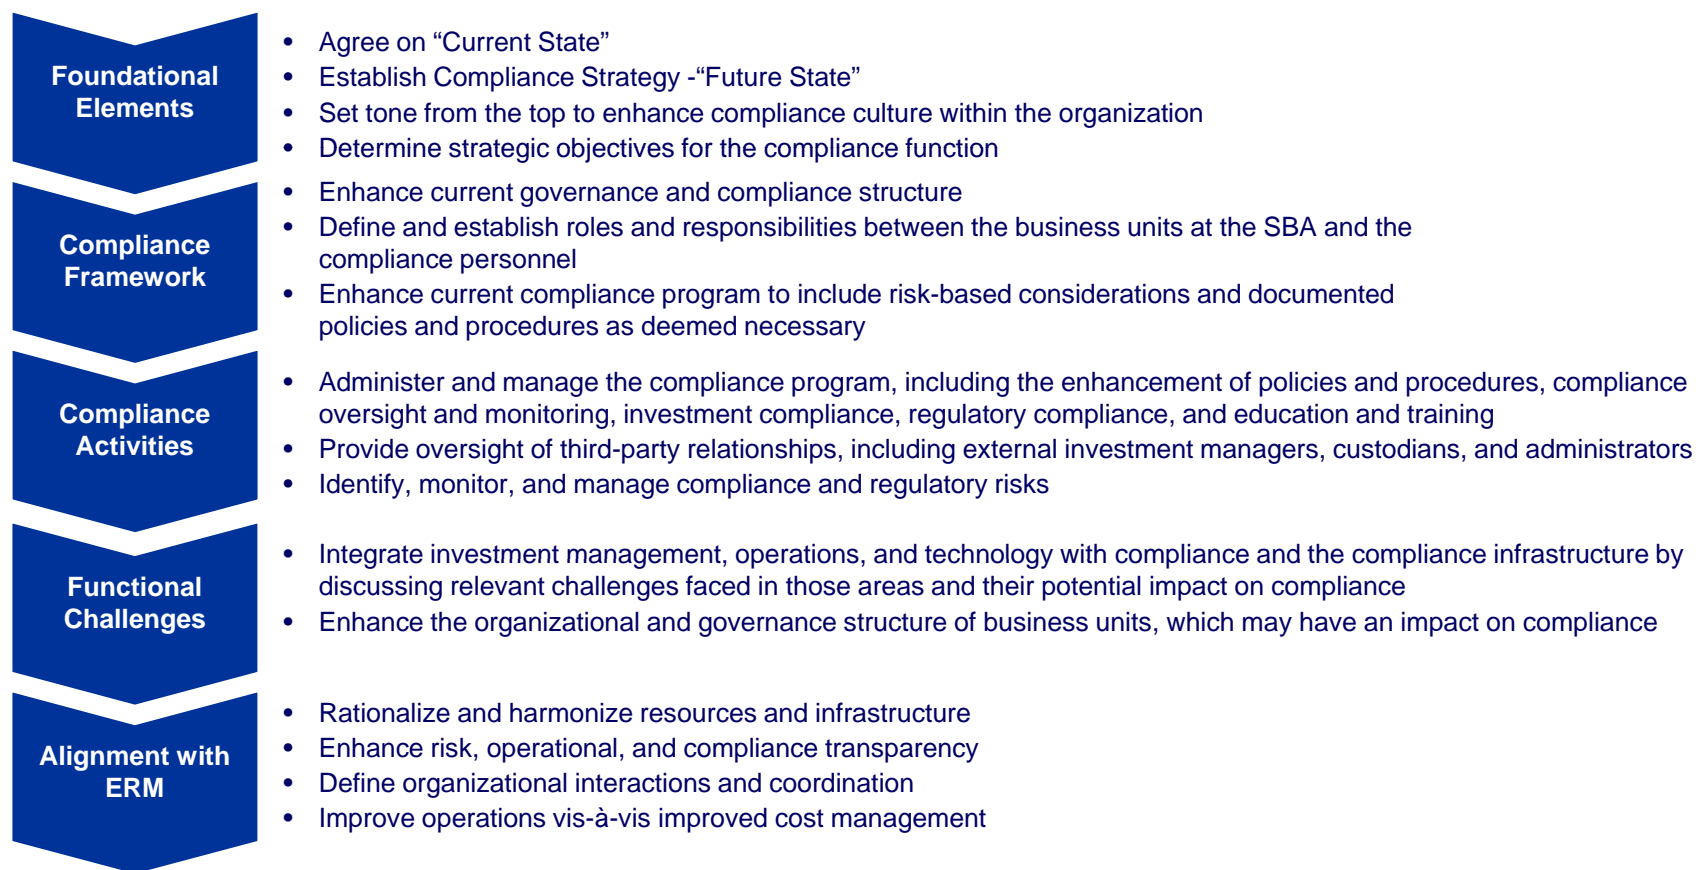 Foundational
Elements
• Agree on “Current State”
• Establish Compliance Strategy -“Future State”
• Set tone from the top to enhance compliance culture within the organization
• Determine strategic objectives for the compliance function
Compliance
Framework
• Enhance current governance and compliance structure
• Define and establish roles and responsibilities between the business units at the SBA and the
compliance personnel
• Enhance current compliance program to include risk-based considerations and documented
policies and procedures as deemed necessary
Compliance
Activities
• Administer and manage the compliance program, including the enhancement of policies and procedures, compliance
oversight and monitoring, investment compliance, regulatory compliance, and education and training
• Provide oversight of third-party relationships, including external investment managers, custodians, and administrators
• Identify, monitor, and manage compliance and regulatory risks
Functional
Challenges
• Integrate investment management, operations, and technology with compliance and the compliance infrastructure by
discussing relevant challenges faced in those areas and their potential impact on compliance
• Enhance the organizational and governance structure of business units, which may have an impact on compliance
Alignment with
ERM
• Rationalize and harmonize resources and infrastructure
• Enhance risk, operational, and compliance transparency
• Define organizational interactions and coordination
• Improve operations vis-à-vis improved cost management